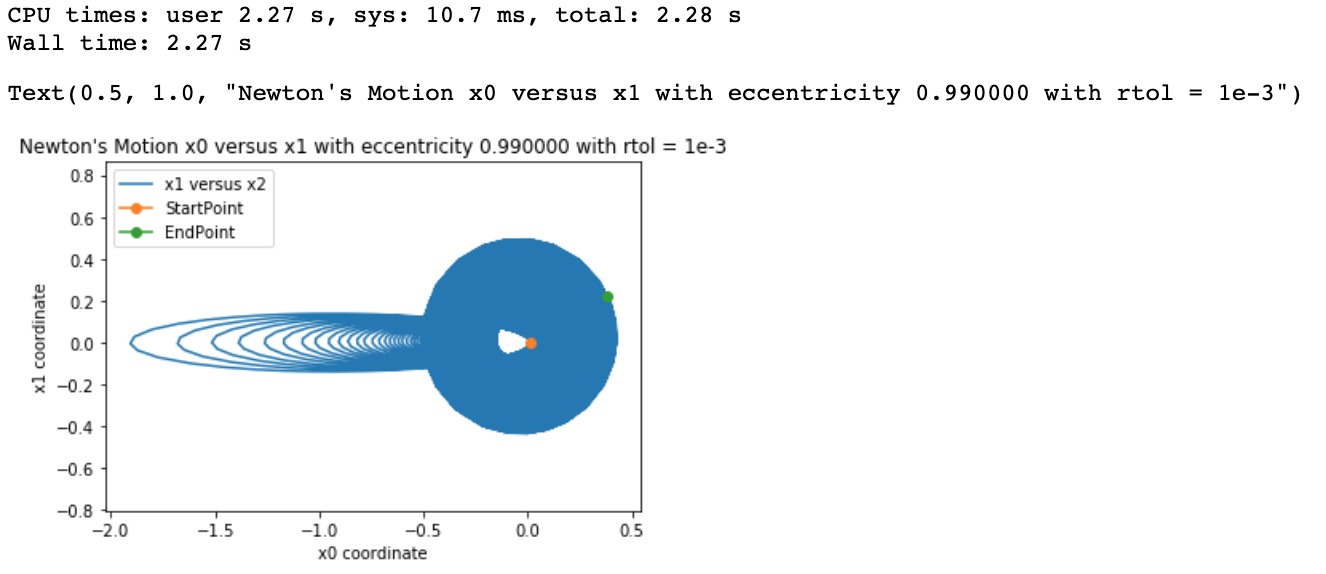 CPU times: user 2.27 s, sys: 10.7 ms, total: 2.28 s
Wall time: 2.27 s
Text(0.5, 1.0, "Newton's Motion x0 versus x1 with eccentricity 0.990000 with rtol = 1e-3")
Newton's Motion x0 versus x1 with eccentricity 0.990000 with rtol = 1e-3
x1 versus x2
StartPoint
EndPoint
x1 coordinate
0.8
0.6
0.4
0.2
0.0
−0.2
−0.4
−0.6
−0.8
−2.0 −1.5 −1.0 −0.5 0.0 0.5
x0 coordinate